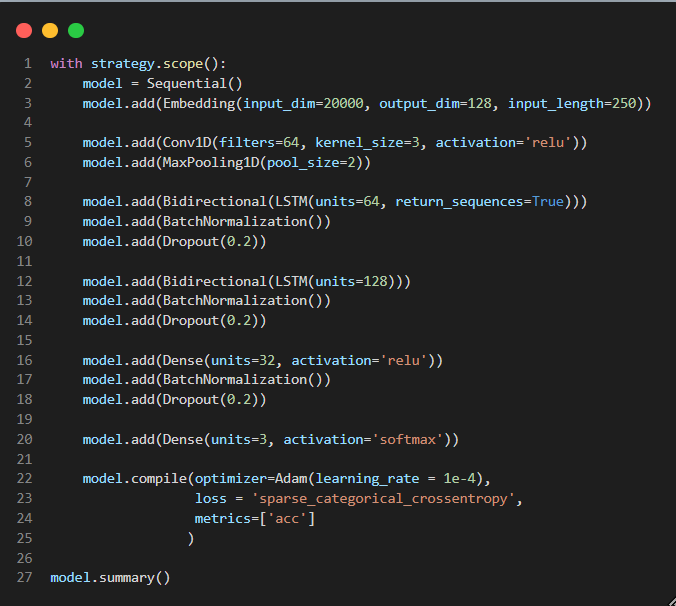 1 with strategy.scope():
2     model = Sequential()
3     model.add(Embedding(input_dim=20000, output_dim=128, input_length=250))
4
5     model.add(Conv1D(filters=64, kernel_size=3, activation='relu'))
6     model.add(MaxPooling1D(pool_size=2))
7
8     model.add(Bidirectional(LSTM(units=64, return_sequences=True)))
9     model.add(BatchNormalization())
10     model.add(Dropout(0.2))
11
12     model.add(Bidirectional(LSTM(units=128)))
13     model.add(BatchNormalization())
14     model.add(Dropout(0.2))
15
16     model.add(Dense(units=32, activation='relu'))
17     model.add(BatchNormalization())
18     model.add(Dropout(0.2))
19
20     model.add(Dense(units=3, activation='softmax'))
21
22     model.compile(optimizer=Adam(learning_rate = 1e-4),
23                   loss = 'sparse_categorical_crossentropy',
24                   metrics=['acc']
25                  )
26
27 model.summary()